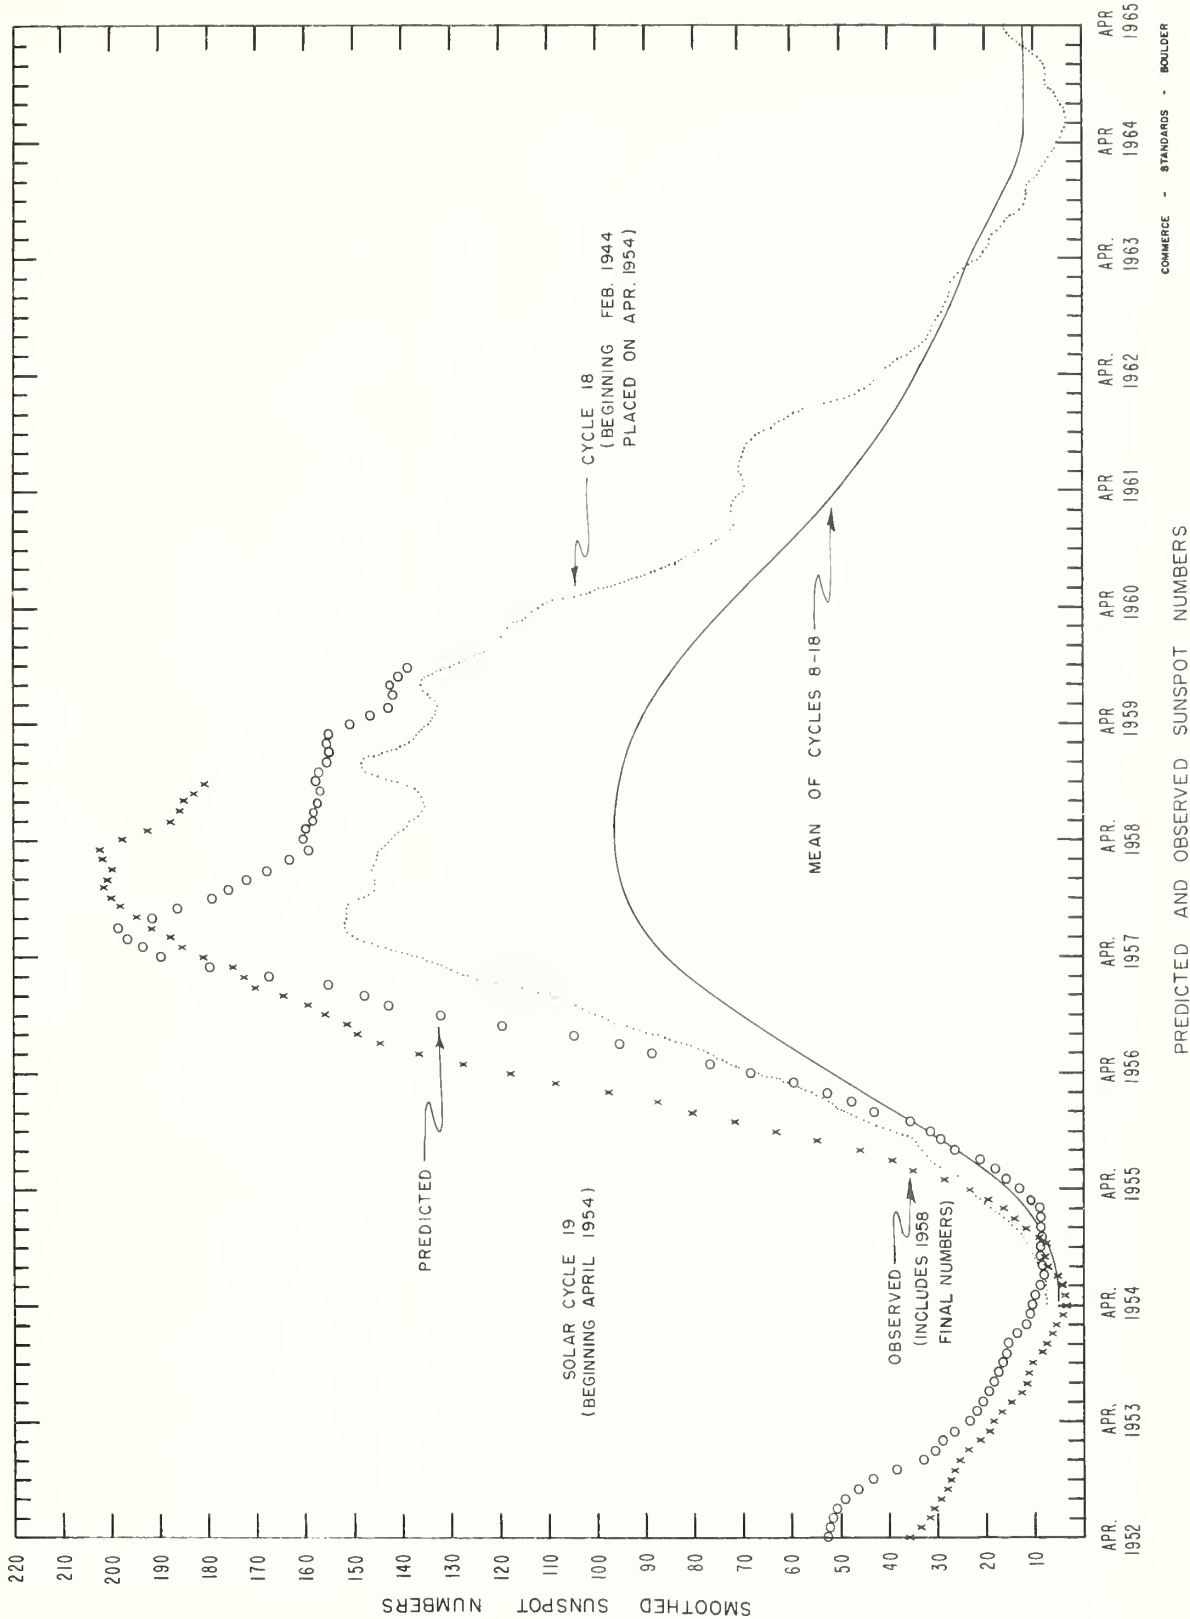 220
210
200
190
180
170
160
150
140
130
120
110
100
90
80
70
60
50
40
30
20
10
SMOOTHED SUNSPOT NUMBERS
PREDICTED
SOLAR CYCLE 19
(BEGINNING APRIL 1954)
OBSERVED
(INCLUDES 1958
FINAL NUMBERS)
CYCLE 18
(BEGINNING FEB. 1944
PLACED ON APR. 1954)
MEAN OF CYCLES 8-18
APR.
1952
APR.
1953
APR.
1954
APR.
1955
APR
1956
APR.
1957
APR.
1958
APR
1959
APR
1960
APR
1961
APR.
1962
APR.
1963
APR
1964
APR
1965
COMMERCE - STANDARDS - BOULDER
PREDICTED AND OBSERVED SUNSPOT NUMBERS